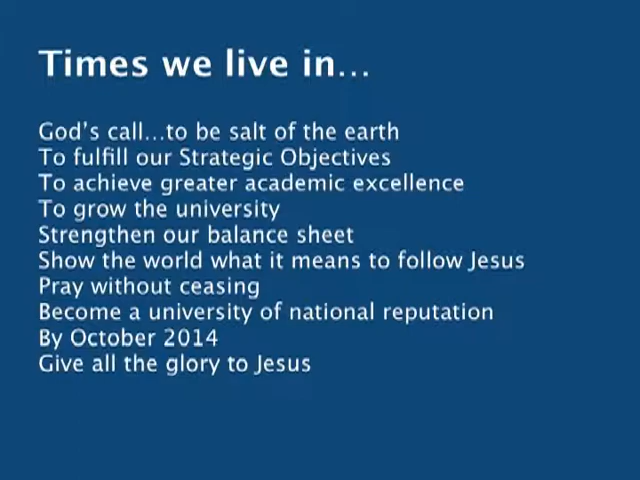 Times we live in...
God's call...to be salt of the earth
To fulfill our Strategic Objectives
To achieve greater academic excellence
To grow the university
Strengthen our balance sheet
Show the world what it means to follow Jesus
Pray without ceasing
Become a university of national reputation
By October 2014
Give all the glory to Jesus